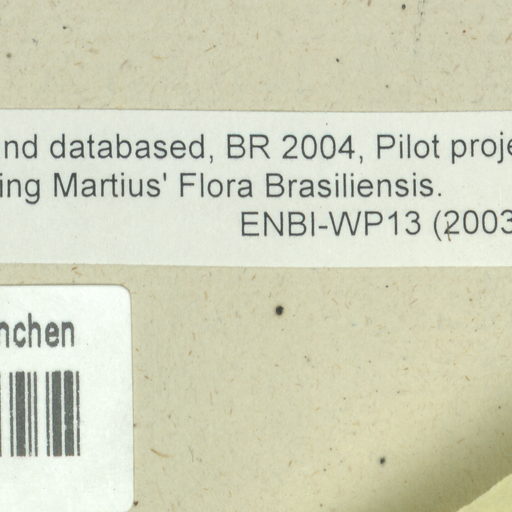 nd databased, BR 2004, Pilot proje
ing Martius' Flora Brasiliensis.
ENBI-WP13 (2003
nchen